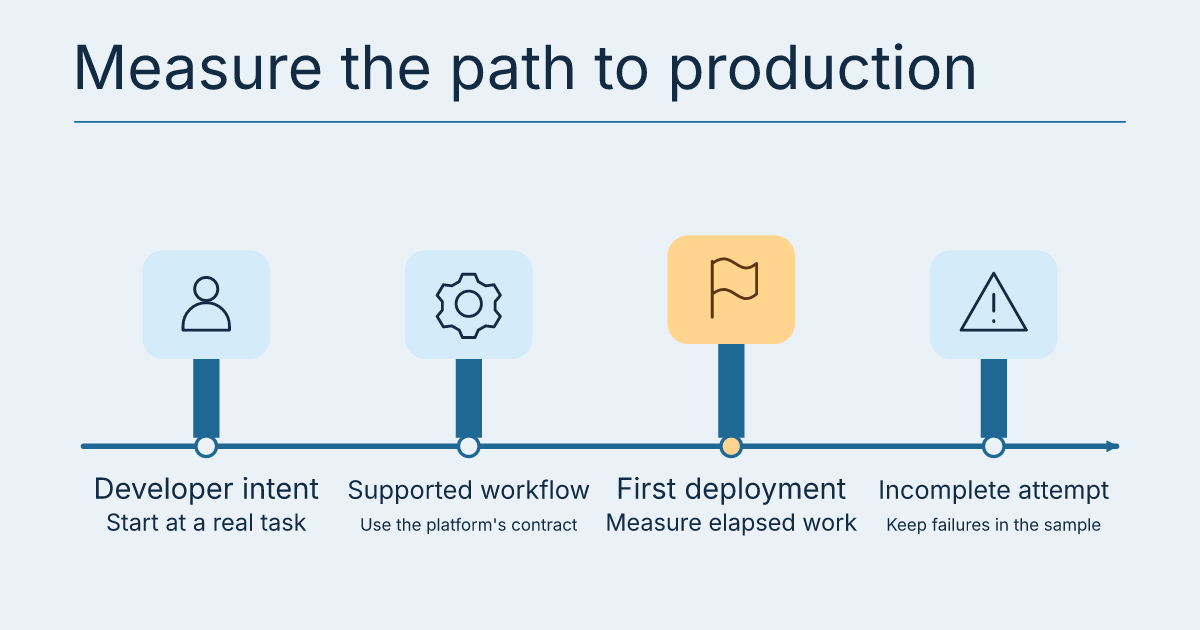 Measure the path to production
Developer intent
Start at a real task
Supported workflow
Use the platform's contract
First deployment
Measure elapsed work
Incomplete attempt
Keep failures in the sample